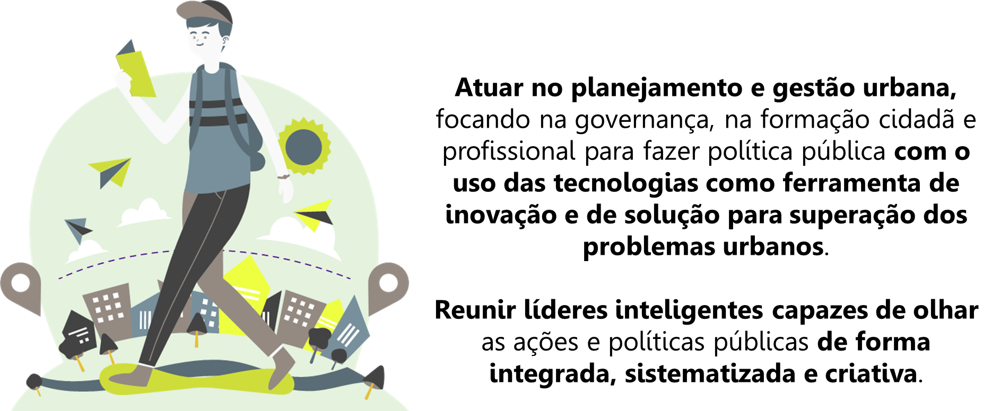 Atuar no planejamento e gestão urbana,
focando na governança, na formação cidadã e
profissional para fazer política pública com o
uso das tecnologias como ferramenta de
inovação e de solução para superação dos
problemas urbanos.
Reunir líderes inteligentes capazes de olhar
as ações e políticas públicas de forma
integrada, sistematizada e criativa.